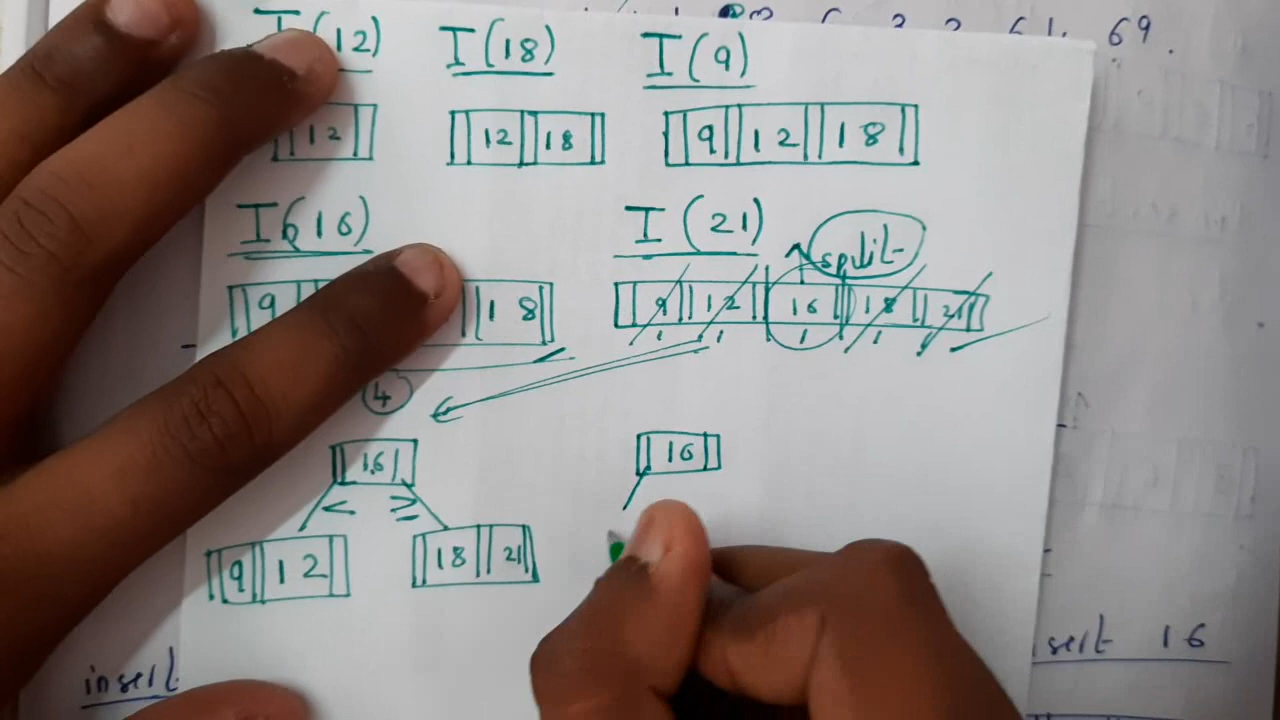 69.
I(12) I(18) I(9)
12 12 18 9 12 18
I(16) I(21)
split
9 18 9 12 16 18 21
4
16 16
< ≥
9 12 18 21
insert sert 16